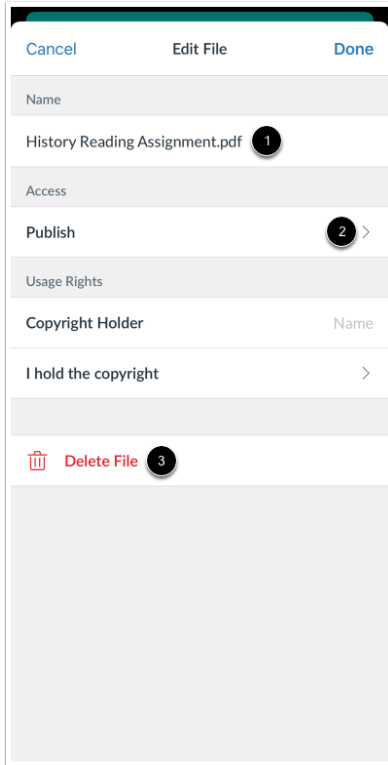 Cancel Edit File Done
Name
History Reading Assignment.pdf 1
Access
Publish 2
Usage Rights
Copyright Holder Name
I hold the copyright
Delete File 3